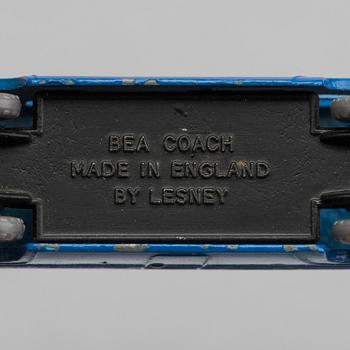 BEA COACH
MADE IN ENGLAND
BY LESNEY